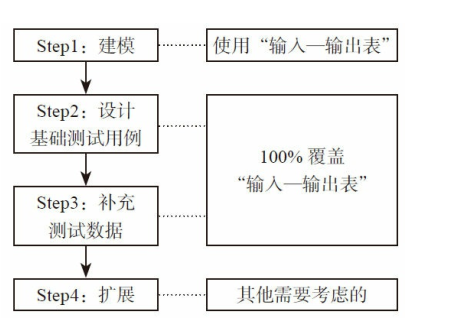 Step1：建模
使用“输入—输出表”
Step2：设计
基础测试用例
100% 覆盖
“输入—输出表”
Step3：补充
测试数据
Step4：扩展
其他需要考虑的